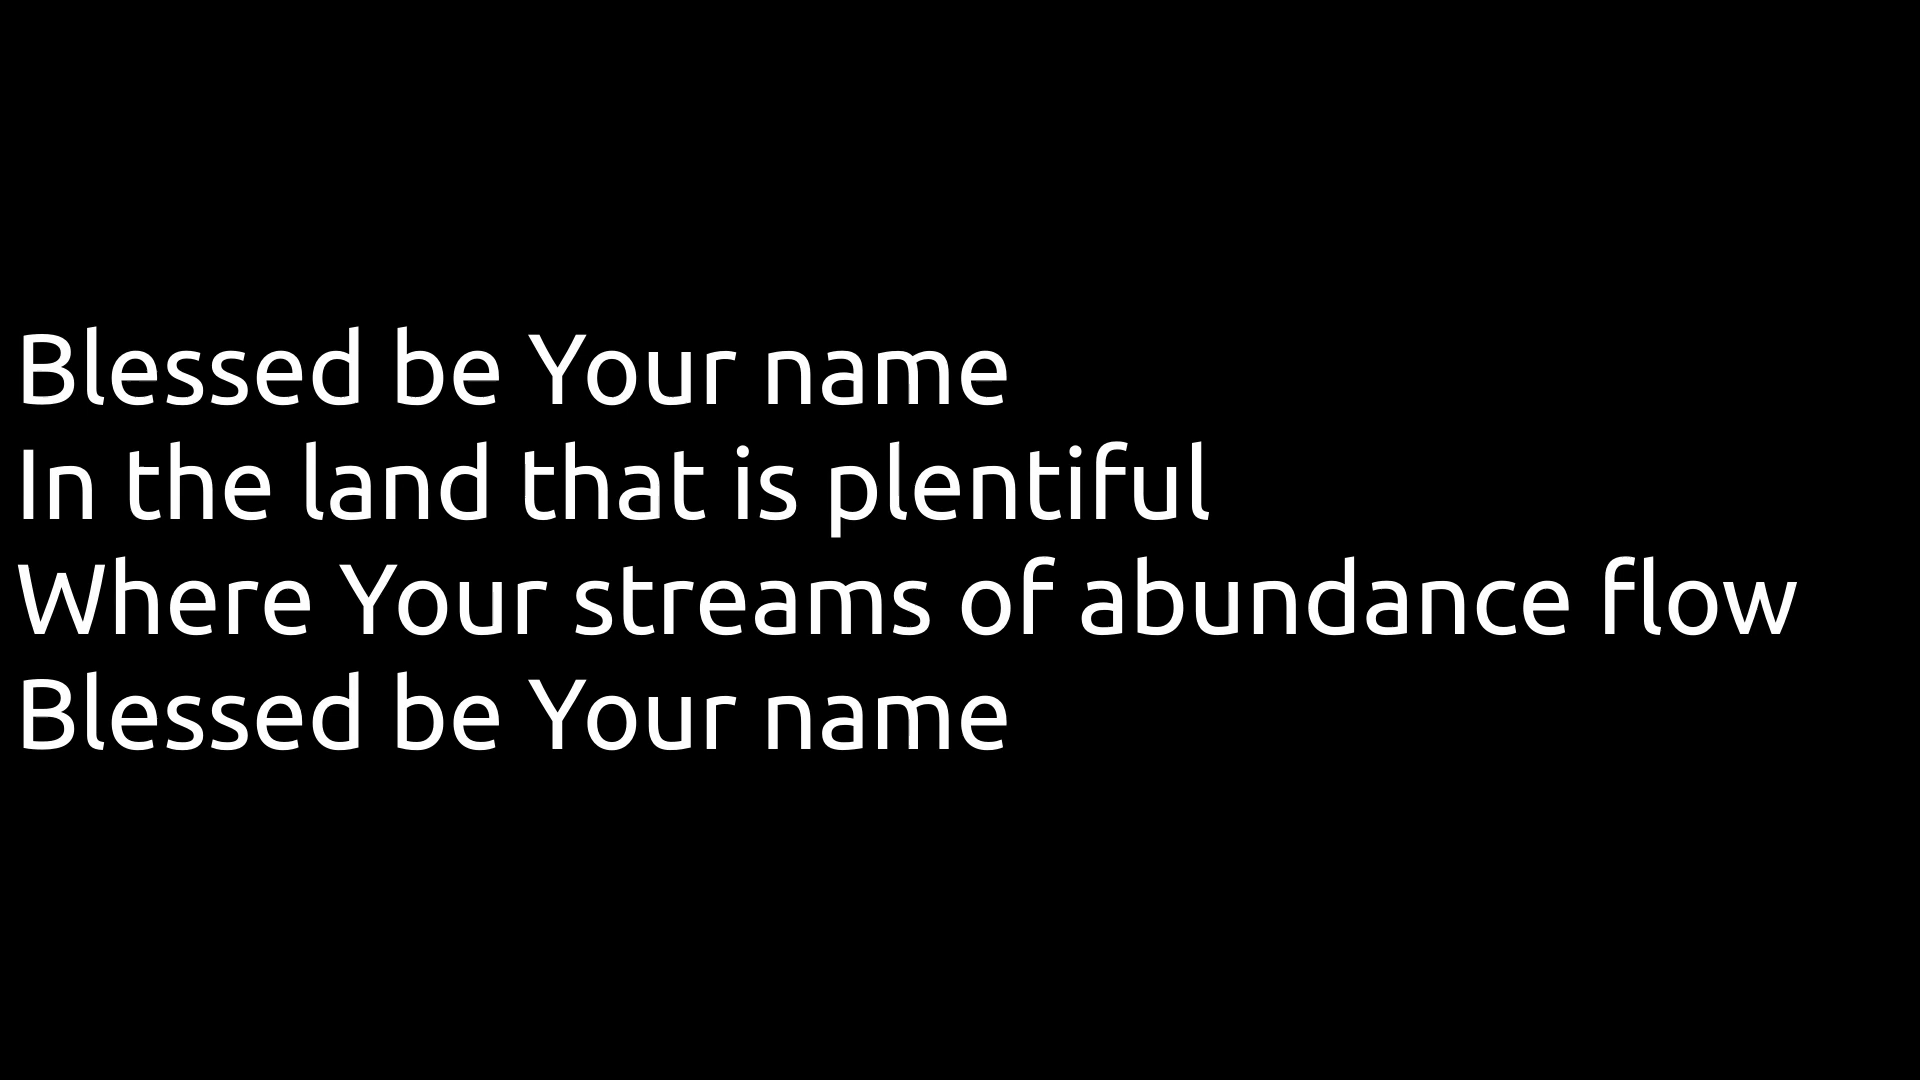 Blessed be Your name
In the land that is plentiful
Where Your streams of abundance flow
Blessed be Your name